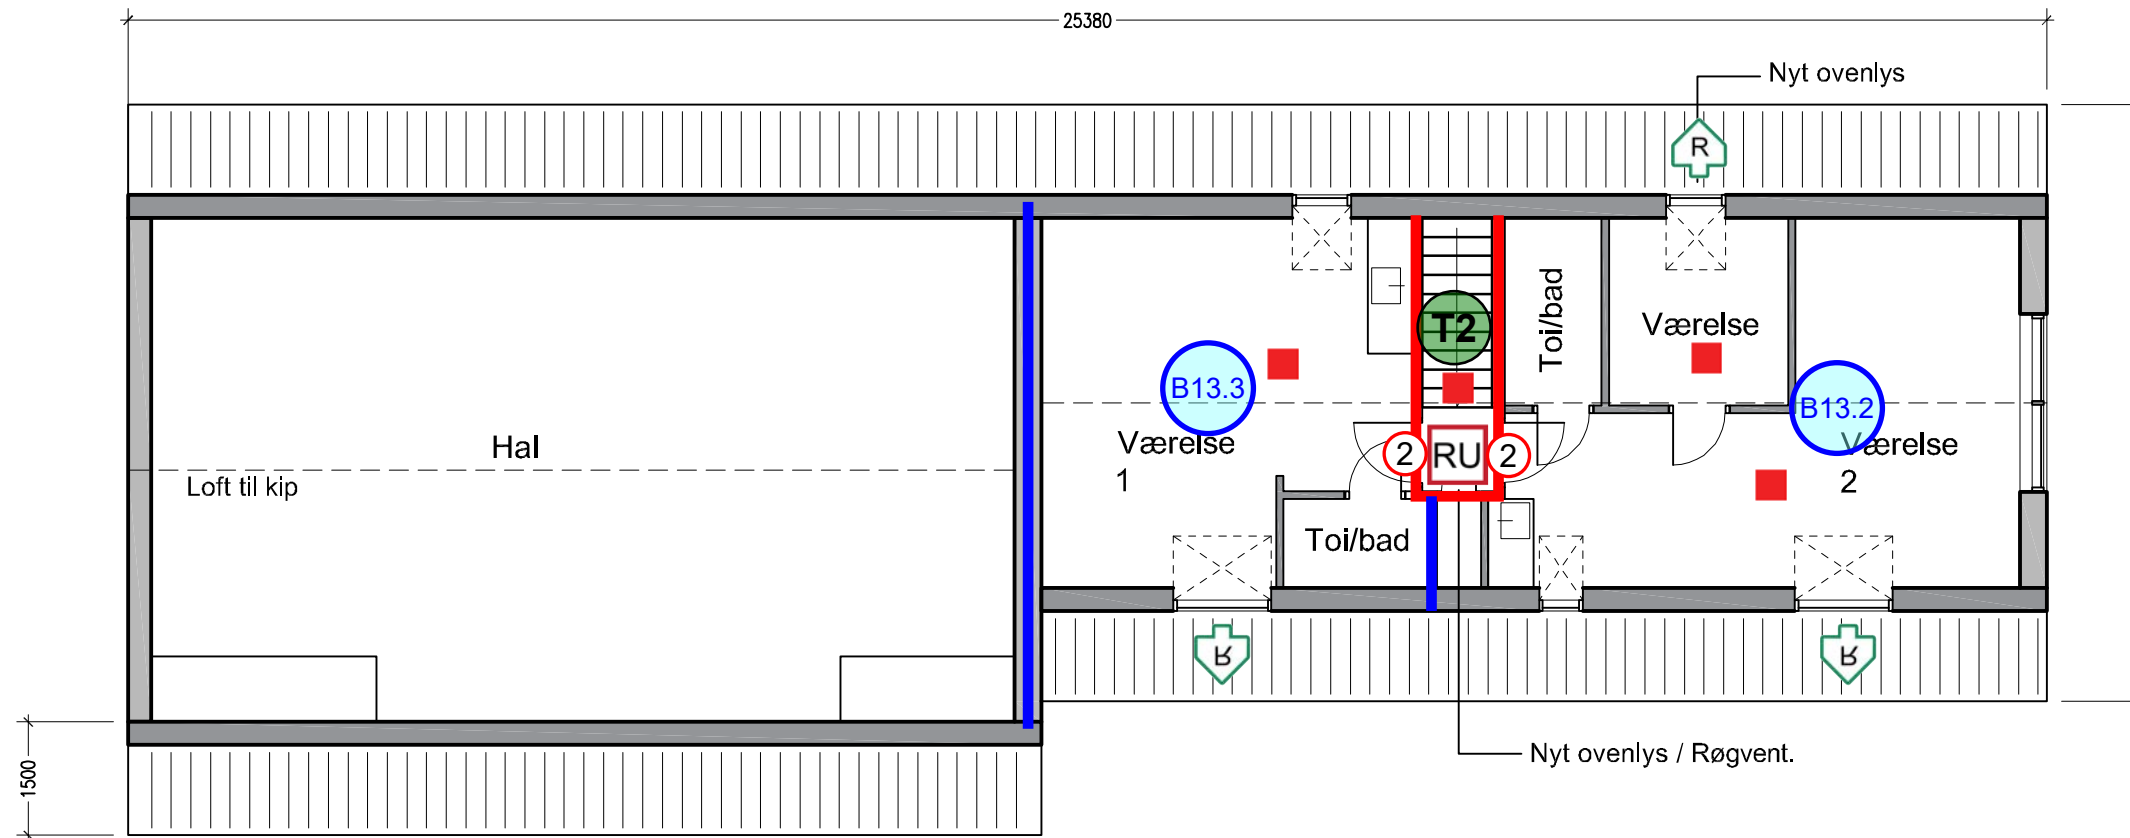 25380
Nyt ovenlys
R
T2
Toi/bad
Værelse
B13.3
B13.2
Værelse
1
Værelse
2
Hal
Loft til kip
2
RU
2
Toi/bad
R
R
Nyt ovenlys / Røgvent.
1500